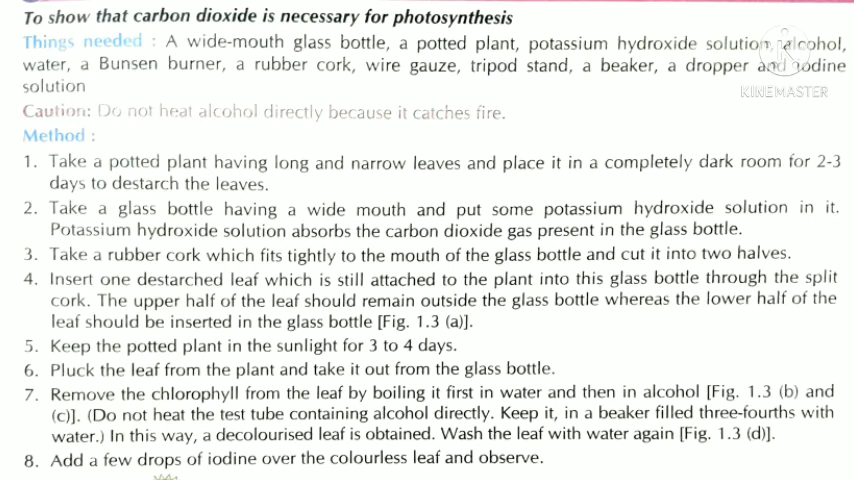 To show that carbon dioxide is necessary for photosynthesis
Things needed : A wide-mouth glass bottle, a potted plant, potassium hydroxide solution, alcohol,
water, a Bunsen burner, a rubber cork, wire gauze, tripod stand, a beaker, a dropper and iodine
solution
KINEMASTER
Caution: Do not heat alcohol directly because it catches fire.
Method :
1. Take a potted plant having long and narrow leaves and place it in a completely dark room for 2-3
days to destarch the leaves.
2. Take a glass bottle having a wide mouth and put some potassium hydroxide solution in it.
Potassium hydroxide solution absorbs the carbon dioxide gas present in the glass bottle.
3. Take a rubber cork which fits tightly to the mouth of the glass bottle and cut it into two halves.
4. Insert one destarched leaf which is still attached to the plant into this glass bottle through the split
cork. The upper half of the leaf should remain outside the glass bottle whereas the lower half of the
leaf should be inserted in the glass bottle [Fig. 1.3 (a)].
5. Keep the potted plant in the sunlight for 3 to 4 days.
6. Pluck the leaf from the plant and take it out from the glass bottle.
7. Remove the chlorophyll from the leaf by boiling it first in water and then in alcohol [Fig. 1.3 (b) and
(c)]. (Do not heat the test tube containing alcohol directly. Keep it, in a beaker filled three-fourths with
water.) In this way, a decolourised leaf is obtained. Wash the leaf with water again [Fig. 1.3 (d)].
8. Add a few drops of iodine over the colourless leaf and observe.